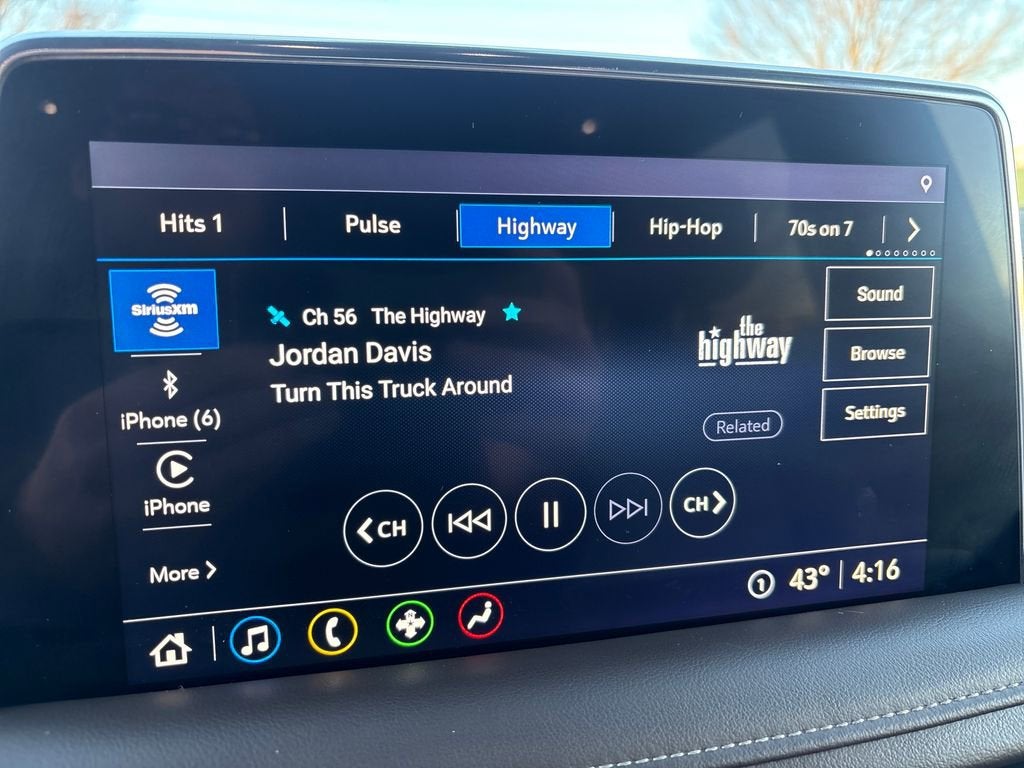 Hits 1
Pulse
Highway
Hip-Hop
70s on 7
SiriusXM
Ch 56 The Highway
Jordan Davis
Turn This Truck Around
the
highway
Related
Sound
Browse
Settings
iPhone (6)
iPhone
More
CH
CH
1
43° 4:16